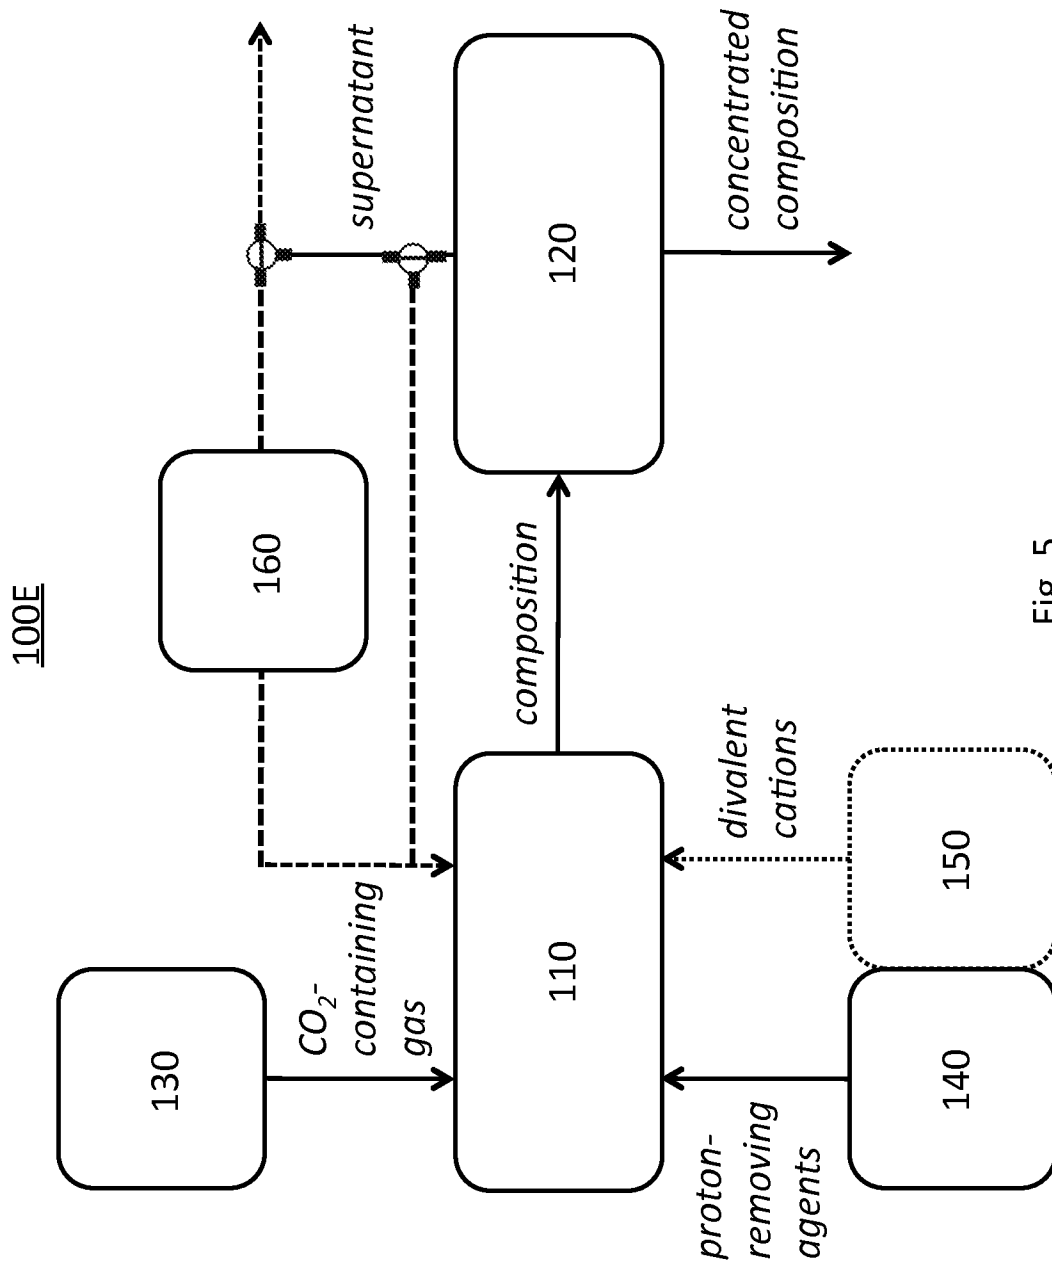 100E
130
160
CO₂-
containing
gas
supernatant
110
composition
120
proton-
removing
agents
divalent
cations
concentrated
composition
140
150
Fig. 5